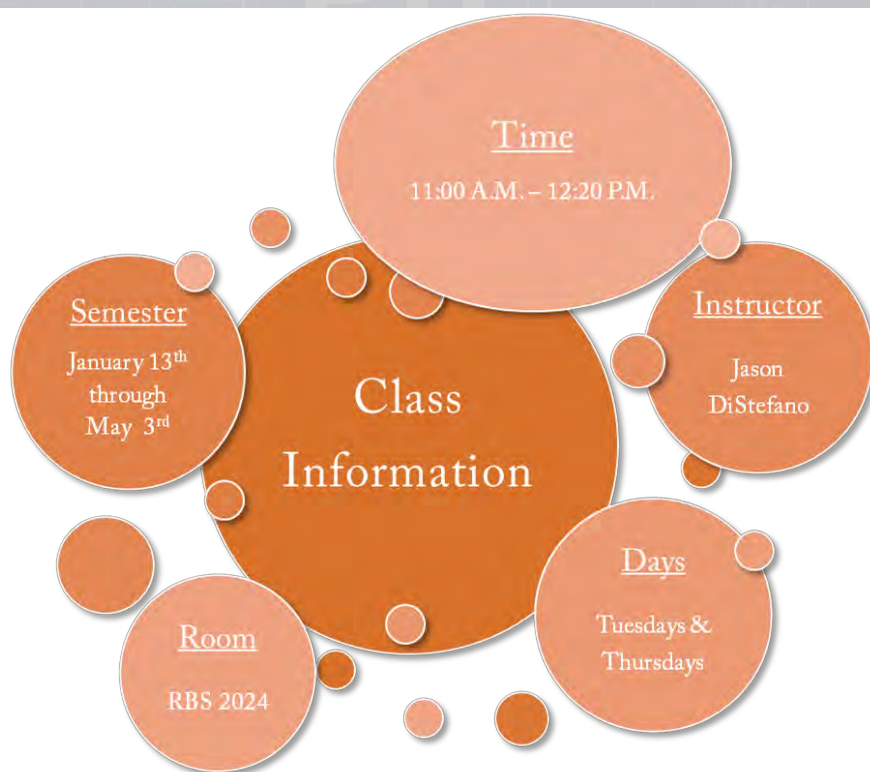 Time
11:00 A.M. – 12:20 P.M.
Semester
January 13th
through
May 3rd
Instructor
Jason
DiStefano
Class
Information
Days
Tuesdays &
Thursdays
Room
RBS 2024